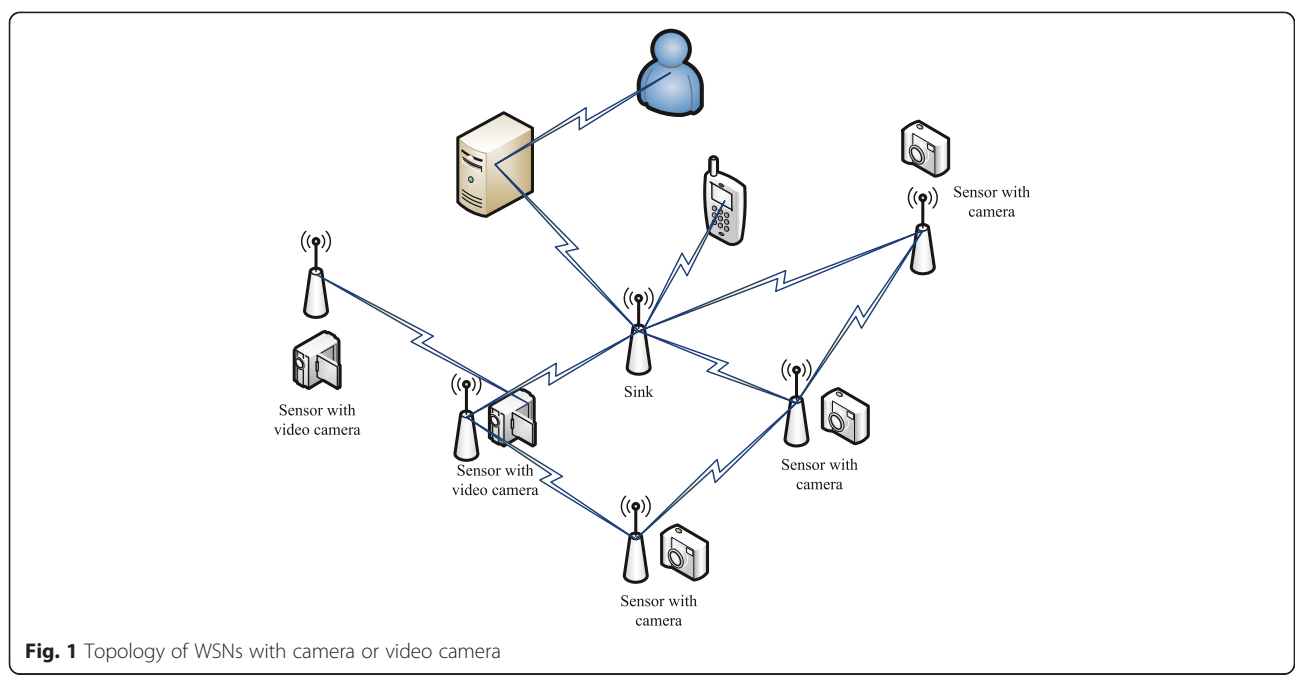 Sensor with
camera
Sink
Sensor with
video camera
Sensor with
video camera
Sensor with
camera
Sensor with
camera
Fig. 1 Topology of WSNs with camera or video camera